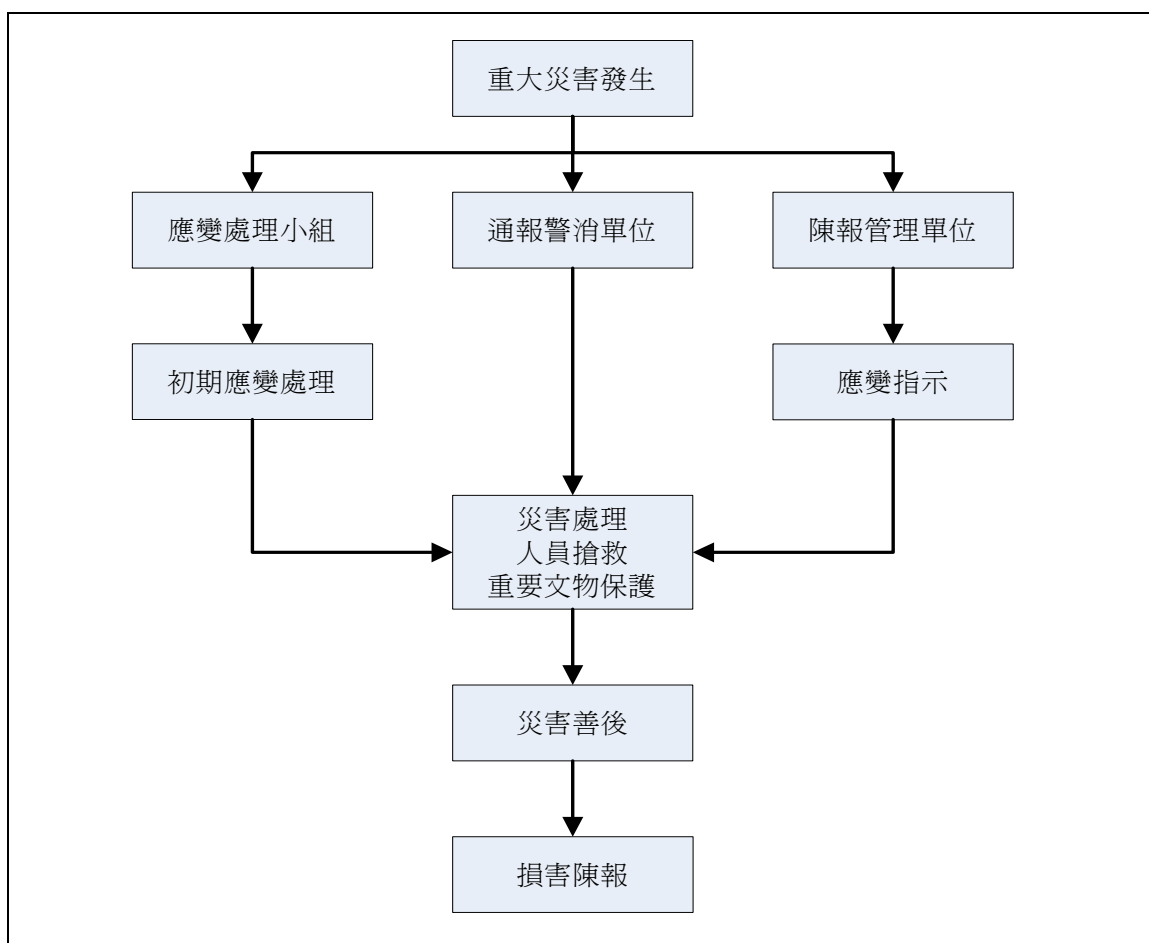 重大災害發生
應變處理小組
通報警消單位
陳報管理單位
初期應變處理
應變指示
災害處理
人員搶救
重要文物保護
災害善後
損害陳報